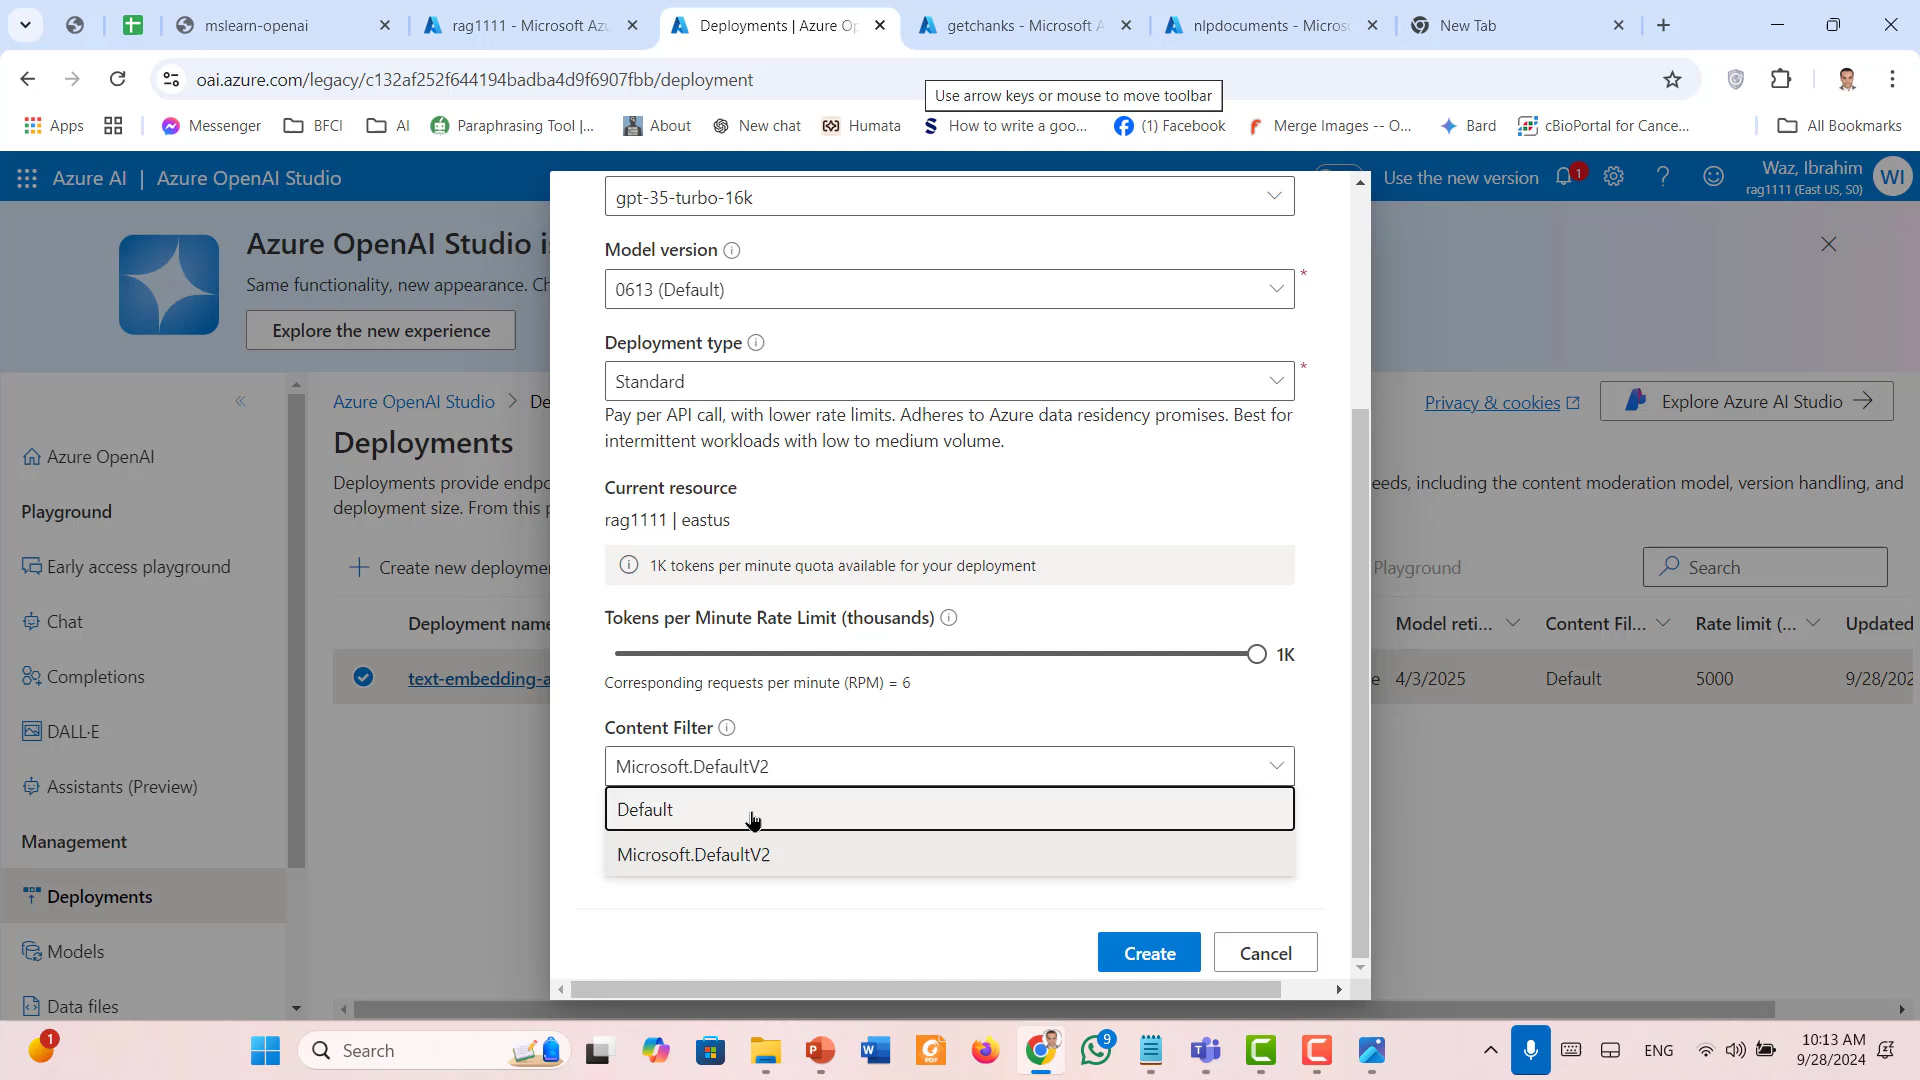 mslearn-openai
rag1111 - Microsoft Azu
Deployments | Azure Op
getchanks - Microsoft A
nlpdocuments - Micros
New Tab
oai.azure.com/legacy/c132af252f644194badba4d9f6907fbb/deployment
Use arrow keys or mouse to move toolbar
Apps
Messenger
BFCI
AI
Paraphrasing Tool |...
About
New chat
Humata
How to write a goo...
(1) Facebook
Merge Images -- O...
Bard
cBioPortal for Cance...
All Bookmarks
Azure AI | Azure OpenAI Studio
Use the new version
1
Waz, Ibrahim
rag1111 (East US, S0)
WI
Azure OpenAI Studio i
Same functionality, new appearance. Ch
Explore the new experience
Azure OpenAI
Playground
Early access playground
Chat
Completions
DALL·E
Assistants (Preview)
Management
Deployments
Models
Data files
Azure OpenAI Studio > De
Privacy & cookies
Explore Azure AI Studio
Deployments
Deployments provide endpo
eeds, including the content moderation model, version handling, and
deployment size. From this p
Create new deployme
Playground
Search
Deployment name
Model reti...
Content Fil...
Rate limit (...
Updated
text-embedding-a
e 4/3/2025
Default
5000
9/28/202
gpt-35-turbo-16k
Model version
0613 (Default)
*
Deployment type
Standard
*
Pay per API call, with lower rate limits. Adheres to Azure data residency promises. Best for
intermittent workloads with low to medium volume.
Current resource
rag1111 | eastus
1K tokens per minute quota available for your deployment
Tokens per Minute Rate Limit (thousands)
1K
Corresponding requests per minute (RPM) = 6
Content Filter
Microsoft.DefaultV2
Default
Microsoft.DefaultV2
Create
Cancel
1
Search
9
ENG
10:13 AM
9/28/2024